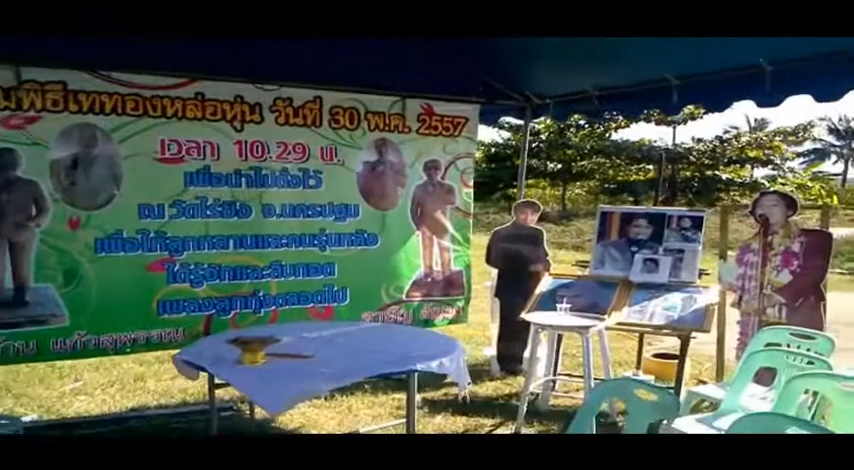 มพิธีเททองหล่อหุ่น วันที่ 30 พ.ค. 2557
เวลา 10.29 น.
เพื่อนำไปตั้ง
ณ วัดไร่ขิง จ.นครปฐม
เพื่อให้ลูกหลานและคนรุ่นหลัง
ได้รู้จักและสืบทอด
เพลงลูกทุ่งตลอดไป
แก้วสุพรรณ